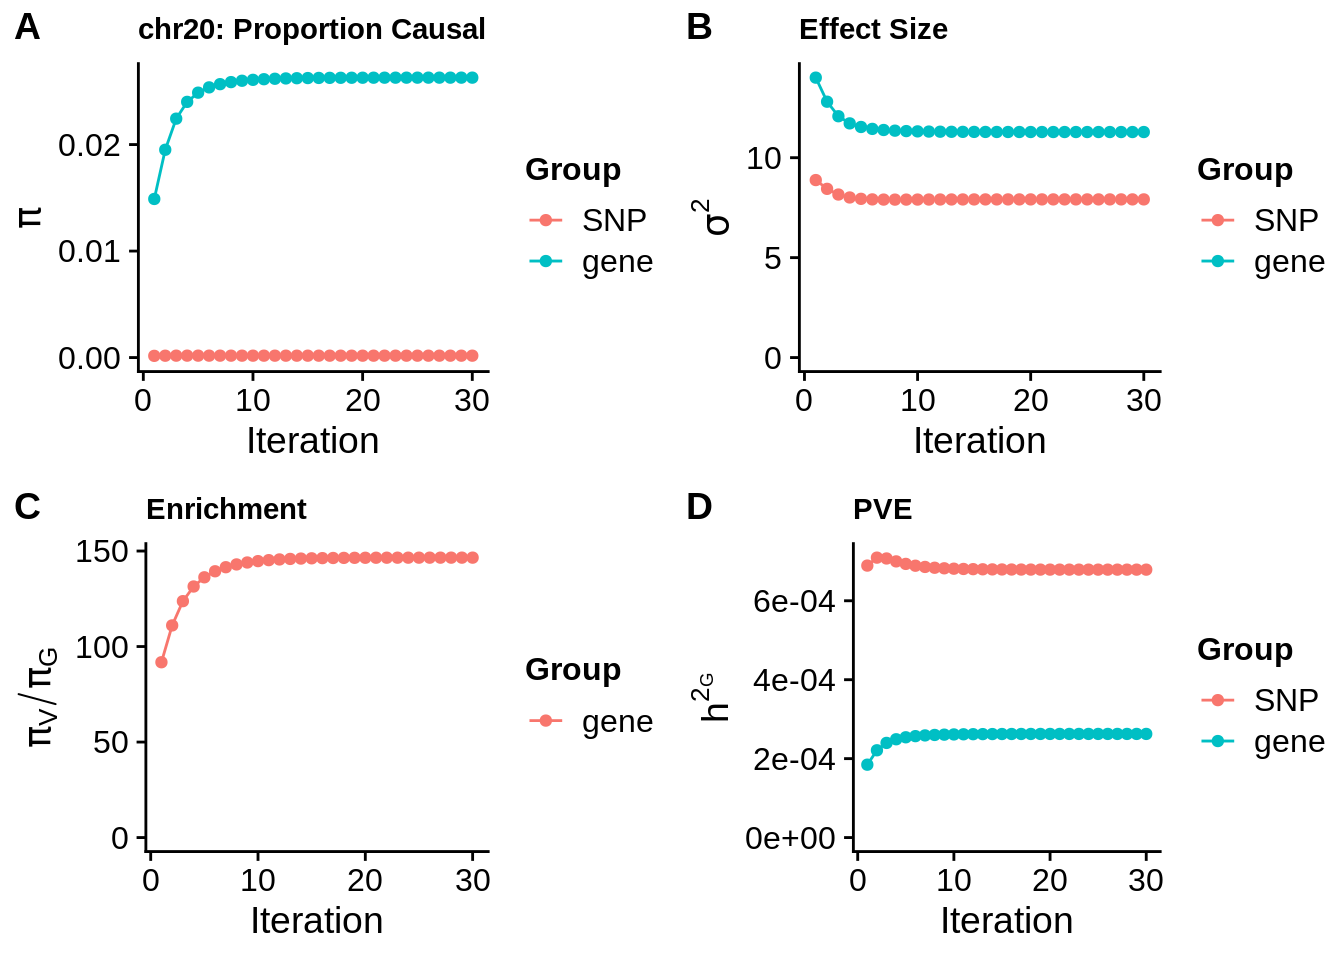 A
chr20: Proportion Causal
0.02
0.01
0.00
π
0 10 20 30
Iteration
Group
SNP
gene
B
Effect Size
10
5
0
σ²
0 10 20 30
Iteration
Group
SNP
gene
C
Enrichment
150
100
50
0
πV/πG
0 10 20 30
Iteration
Group
gene
D
PVE
6e-04
4e-04
2e-04
0e+00
h²G
0 10 20 30
Iteration
Group
SNP
gene